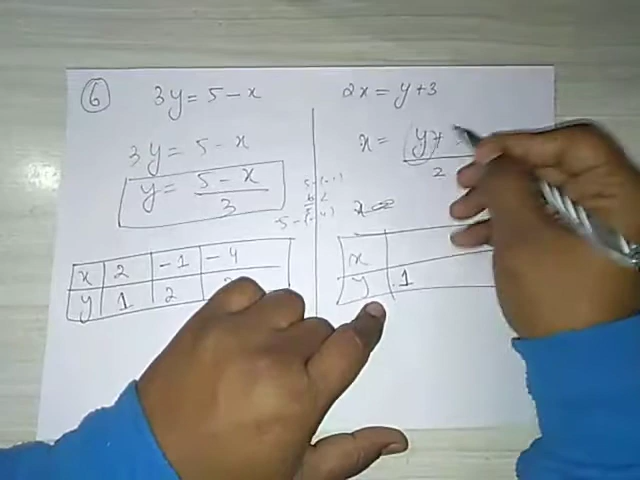 6
3y = 5 - x
3y = 5 - x
y = 5 - x / 3
x 2 -1 -4
y 1 2
2x = y + 3
x = y +
2
x =
x
y 1